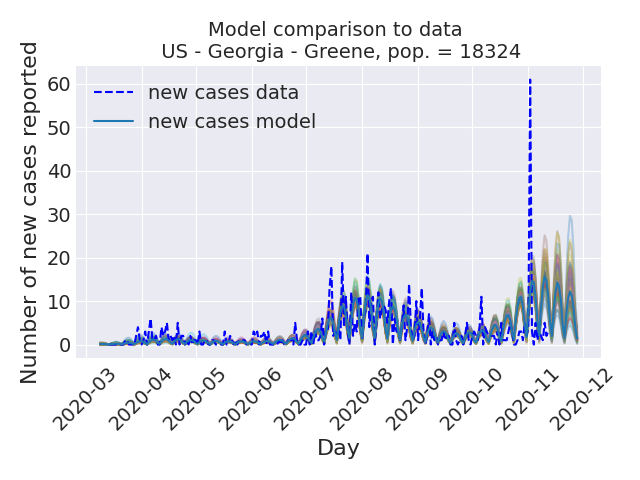 Model comparison to data
US - Georgia - Greene, pop. = 18324
Number of new cases reported
60
50
40
30
20
10
0
new cases data
new cases model
2020-03
2020-04
2020-05
2020-06
2020-07
2020-08
2020-09
2020-10
2020-11
2020-12
Day